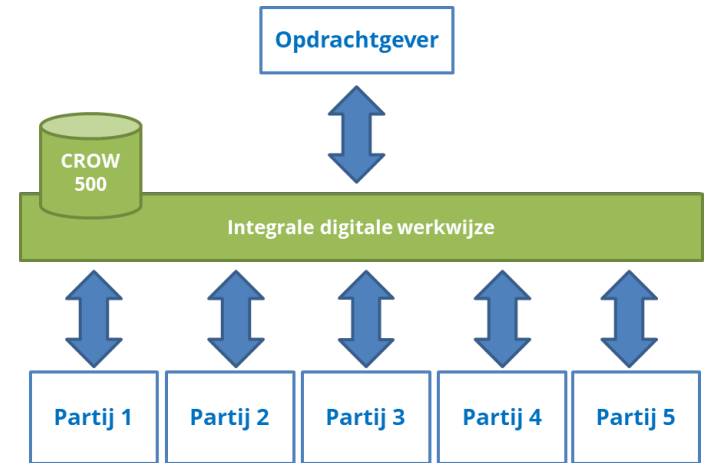 Opdrachtgever
CROW
500
Integrale digitale werkwijze
Partij 1
Partij 2
Partij 3
Partij 4
Partij 5